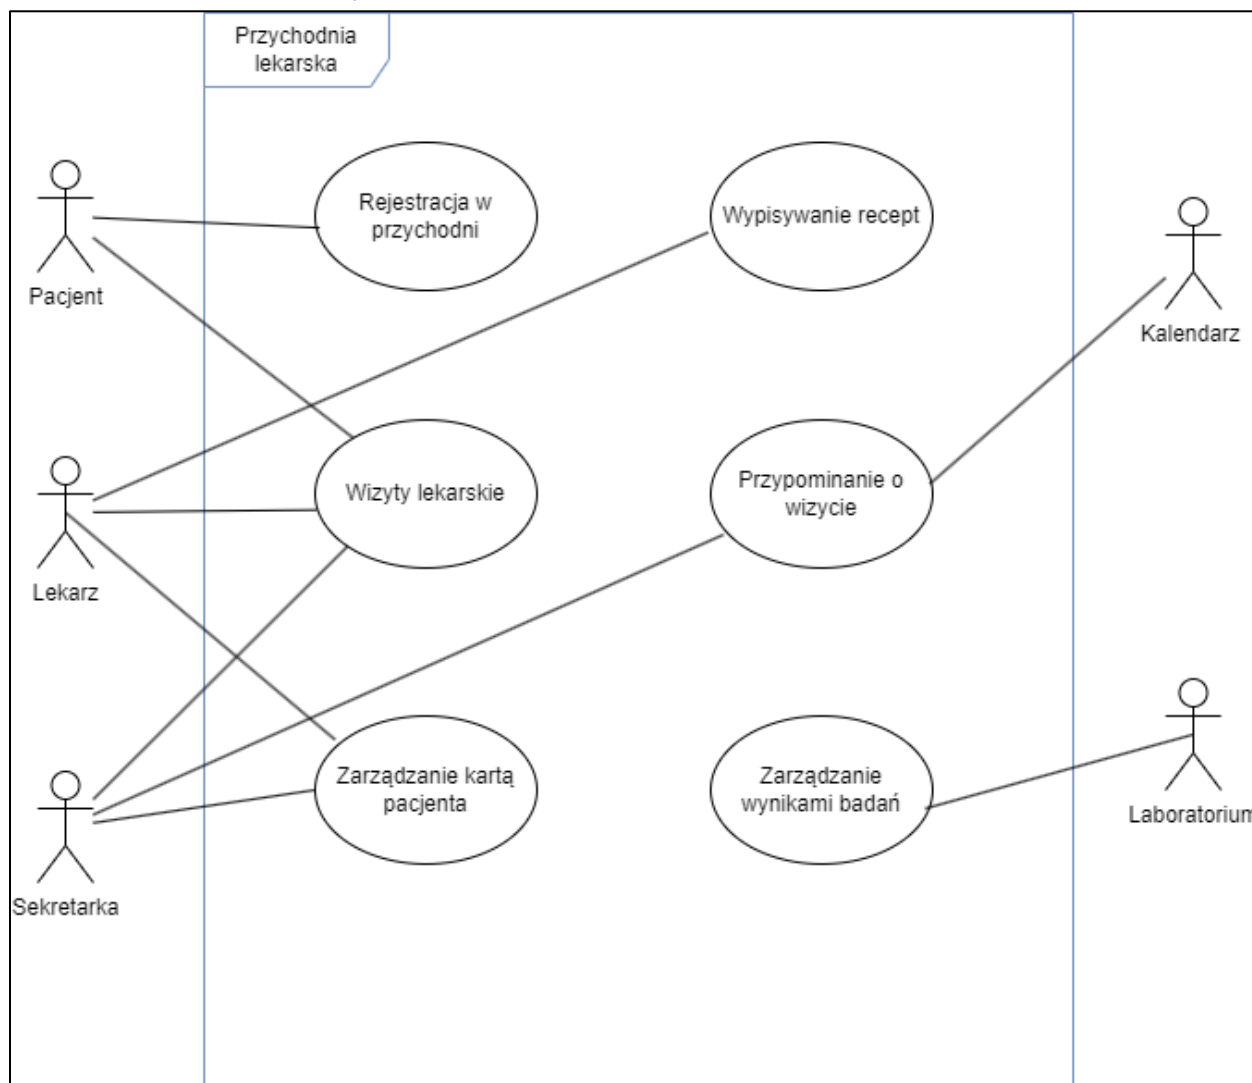 Przychodnia
lekarska
Rejestracja w
przychodni
Wypisywanie recept
Pacjent
Kalendarz
Wizyty lekarskie
Przypominanie o
wizycie
Lekarz
Zarządzanie kartą
pacjenta
Zarządzanie
wynikami badań
Laboratorium
Sekretarka